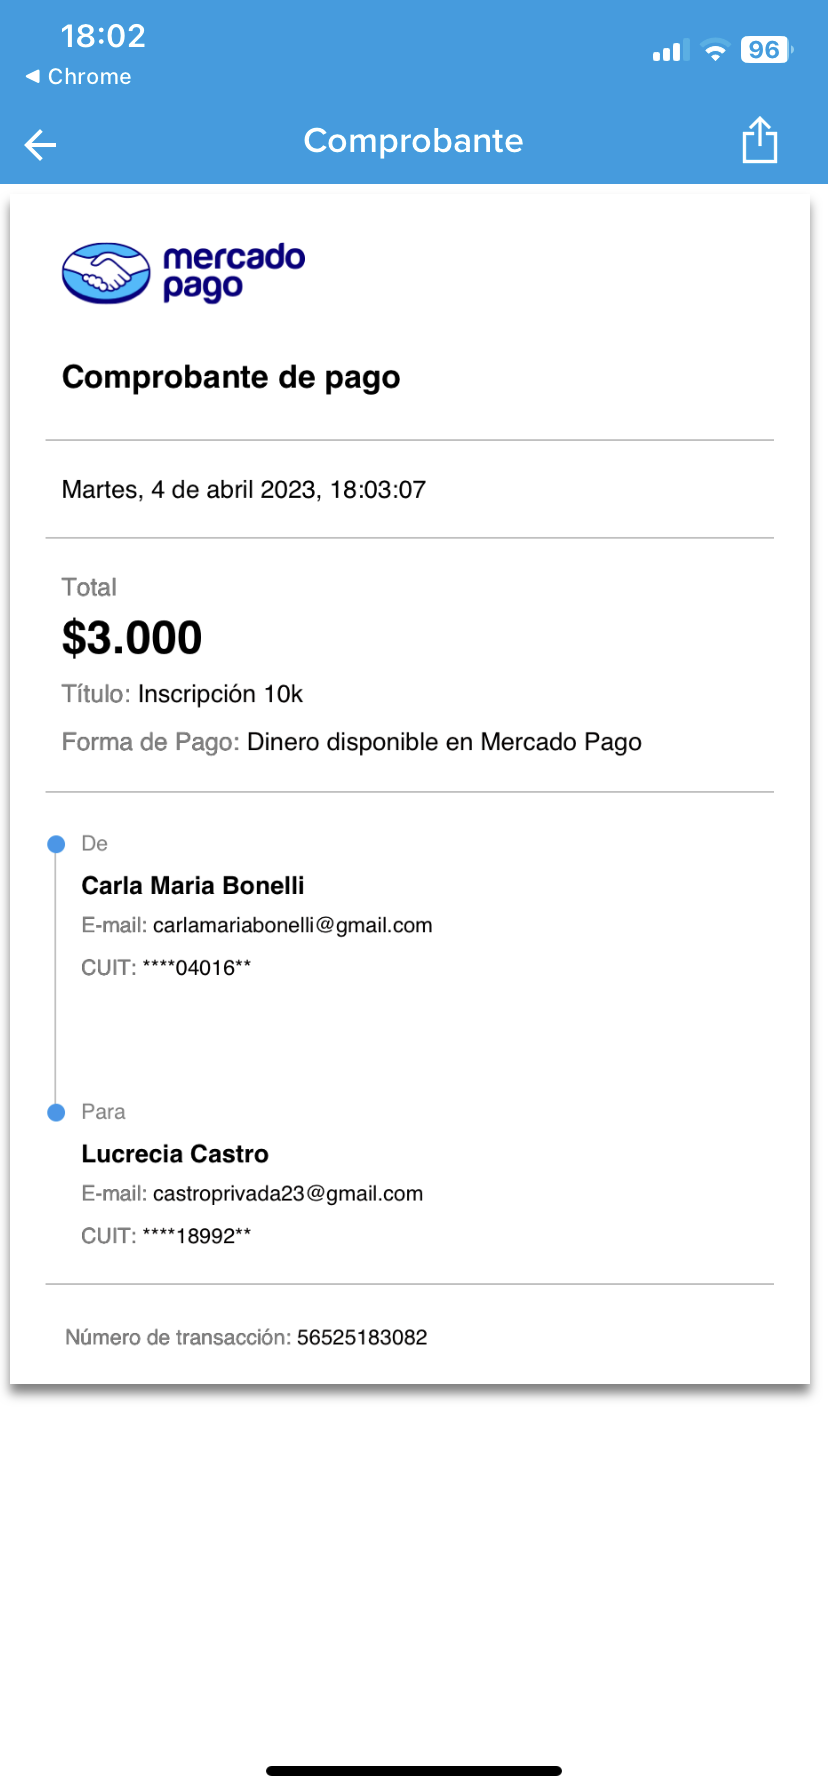 18:02
96
◀ Chrome
Comprobante
mercado
pago
Comprobante de pago
Martes, 4 de abril 2023, 18:03:07
Total
$3.000
Título: Inscripción 10k
Forma de Pago: Dinero disponible en Mercado Pago
De
Carla Maria Bonelli
E-mail: carlamariabonelli@gmail.com
CUIT: ****04016**
Para
Lucrecia Castro
E-mail: castroprivada23@gmail.com
CUIT: ****18992**
Número de transacción: 56525183082